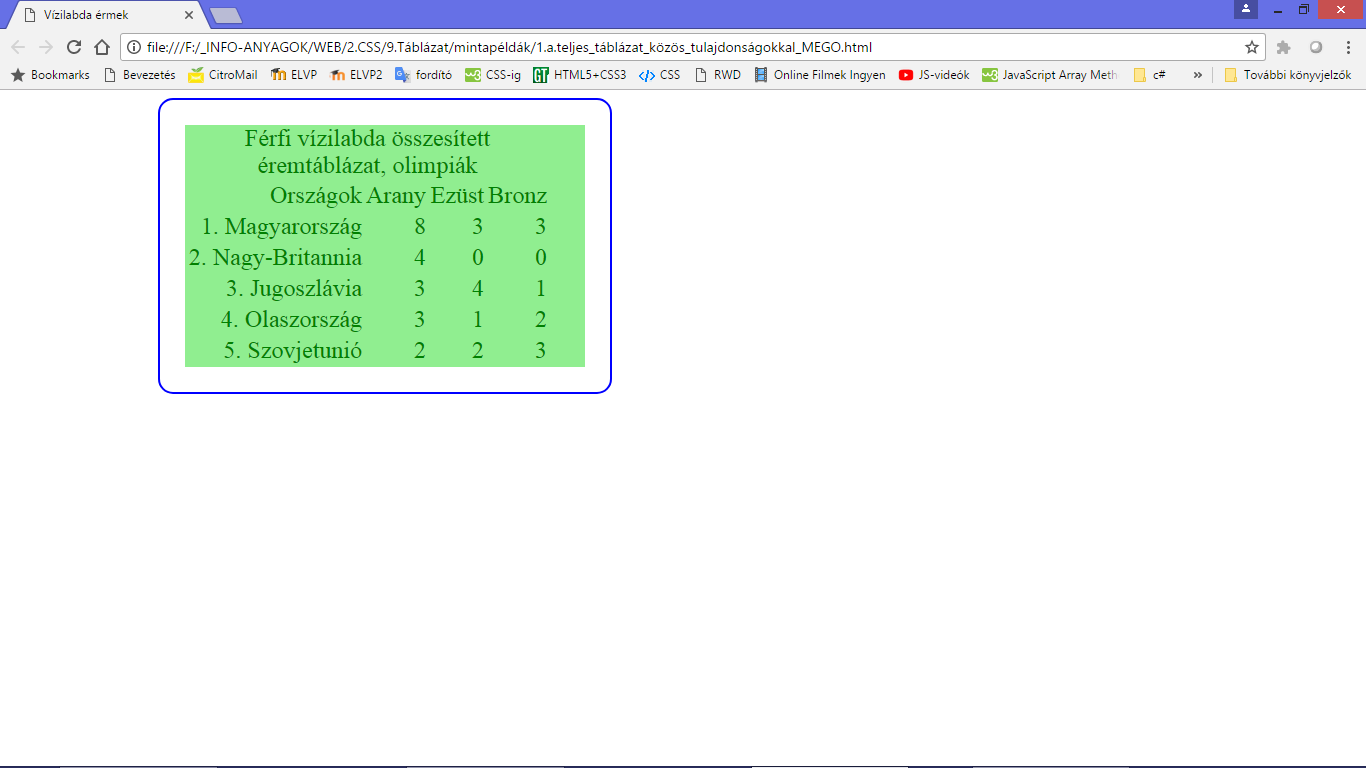 Vízilabda érmek
file:///F:/_INFO-ANYAGOK/WEB/2.CSS/9.Táblázat/mintapéldák/1.a.teljes_táblázat_közös_tulajdonságokkal_MEGO.html
Bookmarks Bevezetés CitroMail ELVP ELVP2 fordító CSS-ig HTML5+CSS3 CSS RWD Online Filmek Ingyen JS-videók JavaScript Array Meth c# » További könyvjelzők
Férfi vízilabda összesített
éremtáblázat, olimpiák
Országok Arany Ezüst Bronz
1. Magyarország 8 3 3
2. Nagy-Britannia 4 0 0
3. Jugoszlávia 3 4 1
4. Olaszország 3 1 2
5. Szovjetunió 2 2 3